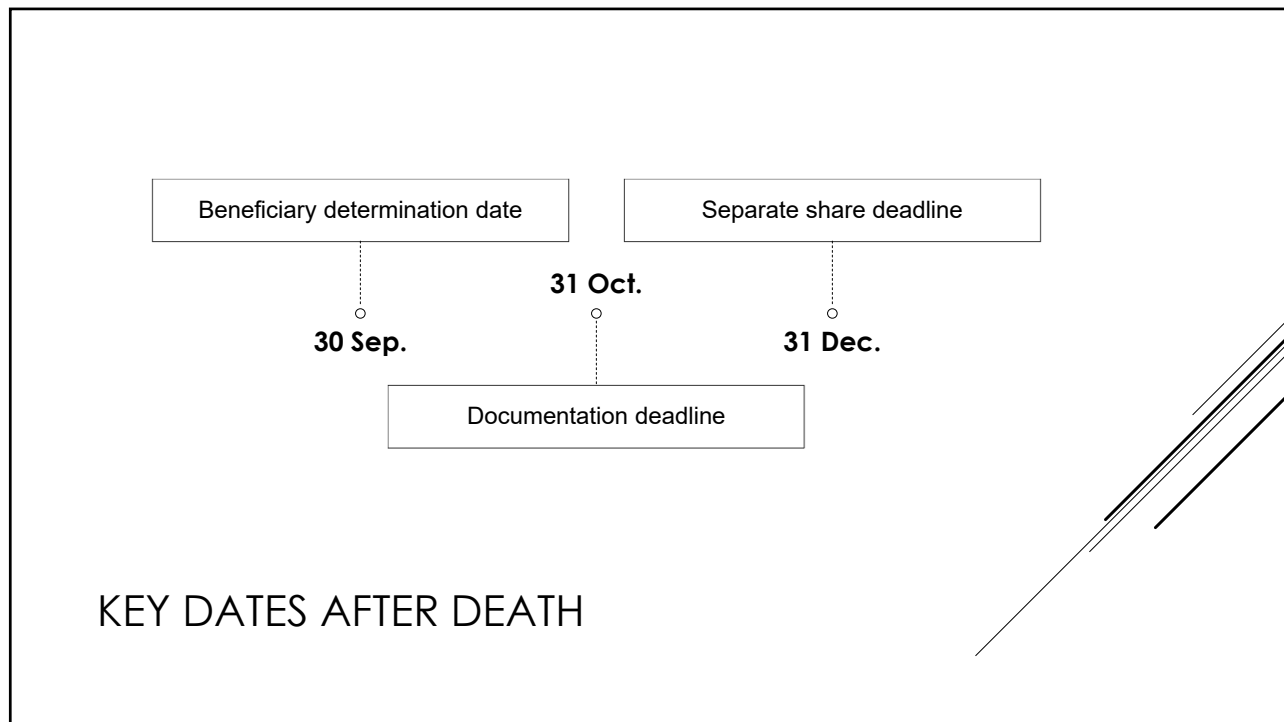 Beneficiary determination date
30 Sep.
31 Oct.
Documentation deadline
Separate share deadline
31 Dec.
KEY DATES AFTER DEATH